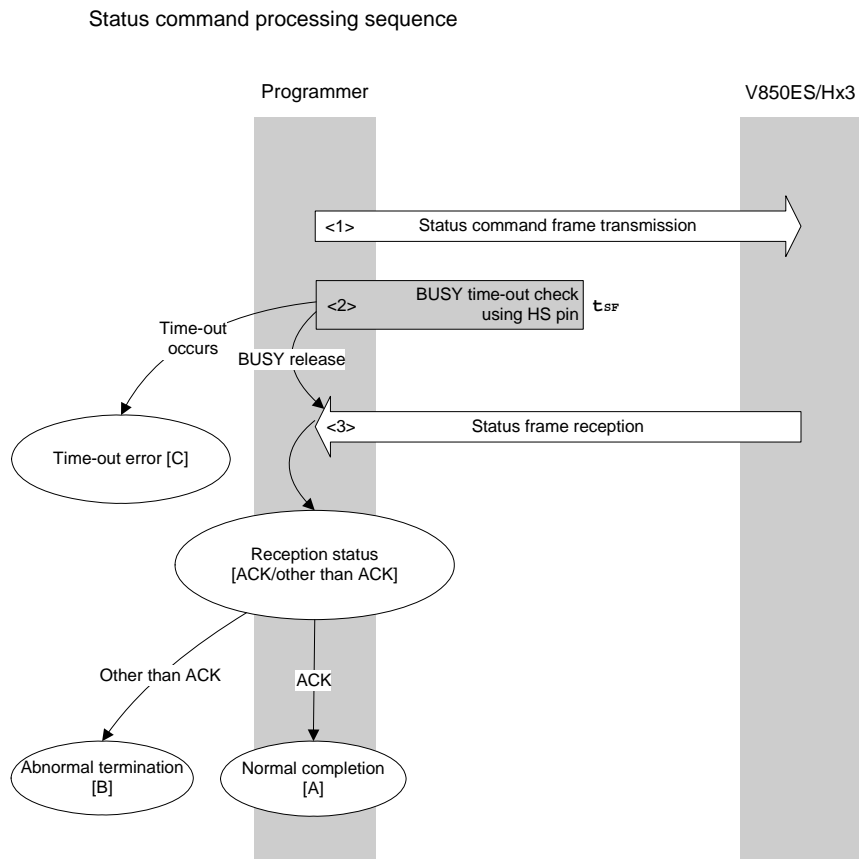 Status command processing sequence
Programmer
V850ES/Hx3
<1> Status command frame transmission
<2> BUSY time-out check
using HS pin
tSF
Time-out
occurs
BUSY release
<3> Status frame reception
Time-out error [C]
Reception status
[ACK/other than ACK]
Other than ACK
ACK
Abnormal termination
[B]
Normal completion
[A]